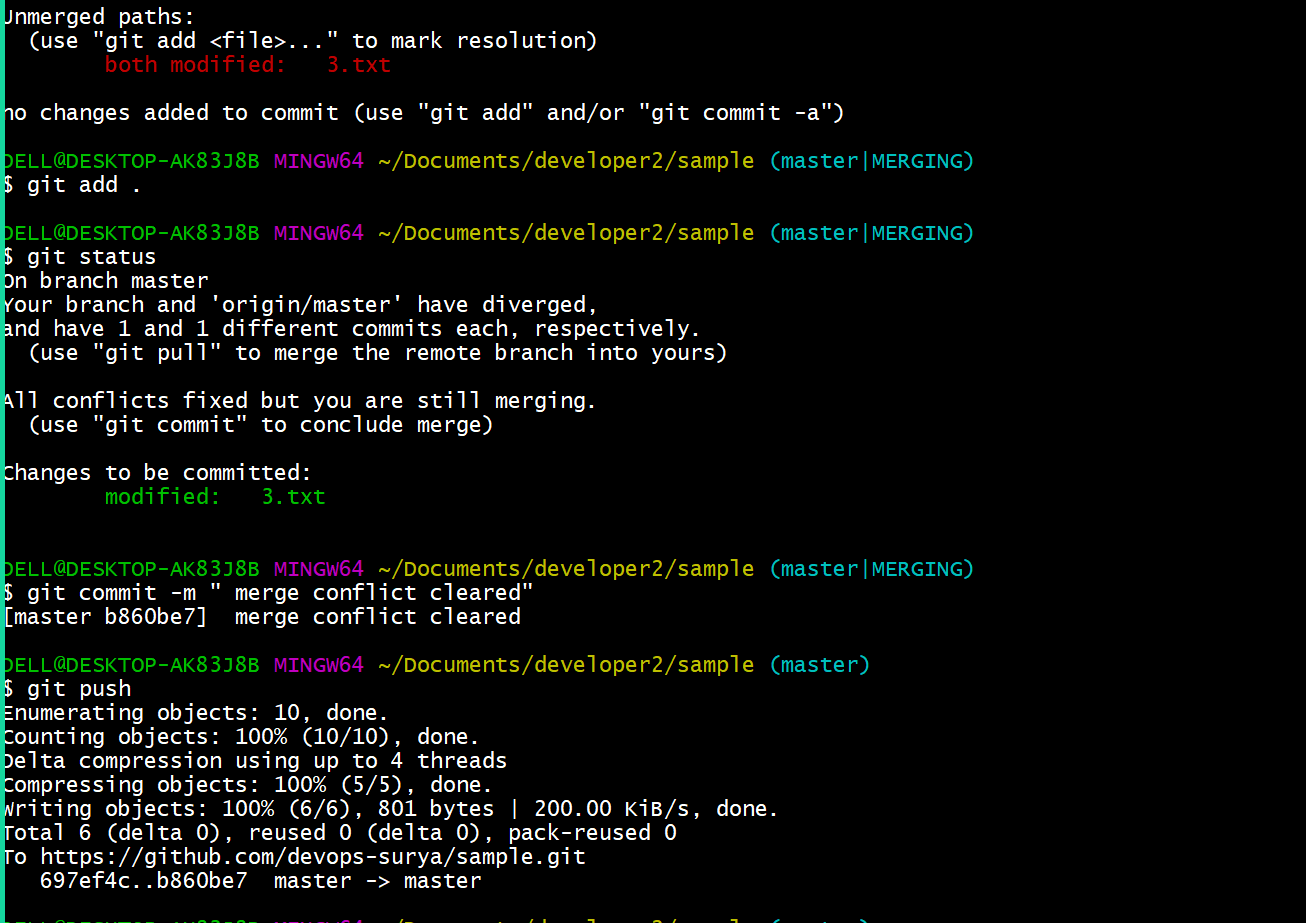 Unmerged paths:
  (use "git add <file>..." to mark resolution)
        both modified:   3.txt

no changes added to commit (use "git add" and/or "git commit -a")

DELL@DESKTOP-AK83J8B MINGW64 ~/Documents/developer2/sample (master|MERGING)
$ git add .

DELL@DESKTOP-AK83J8B MINGW64 ~/Documents/developer2/sample (master|MERGING)
$ git status
On branch master
Your branch and 'origin/master' have diverged,
and have 1 and 1 different commits each, respectively.
  (use "git pull" to merge the remote branch into yours)

All conflicts fixed but you are still merging.
  (use "git commit" to conclude merge)

Changes to be committed:
        modified:   3.txt


DELL@DESKTOP-AK83J8B MINGW64 ~/Documents/developer2/sample (master|MERGING)
$ git commit -m " merge conflict cleared"
[master b860be7]  merge conflict cleared

DELL@DESKTOP-AK83J8B MINGW64 ~/Documents/developer2/sample (master)
$ git push
Enumerating objects: 10, done.
Counting objects: 100% (10/10), done.
Delta compression using up to 4 threads
Compressing objects: 100% (5/5), done.
Writing objects: 100% (6/6), 801 bytes | 200.00 KiB/s, done.
Total 6 (delta 0), reused 0 (delta 0), pack-reused 0
To https://github.com/devops-surya/sample.git
   697ef4c..b860be7  master -> master